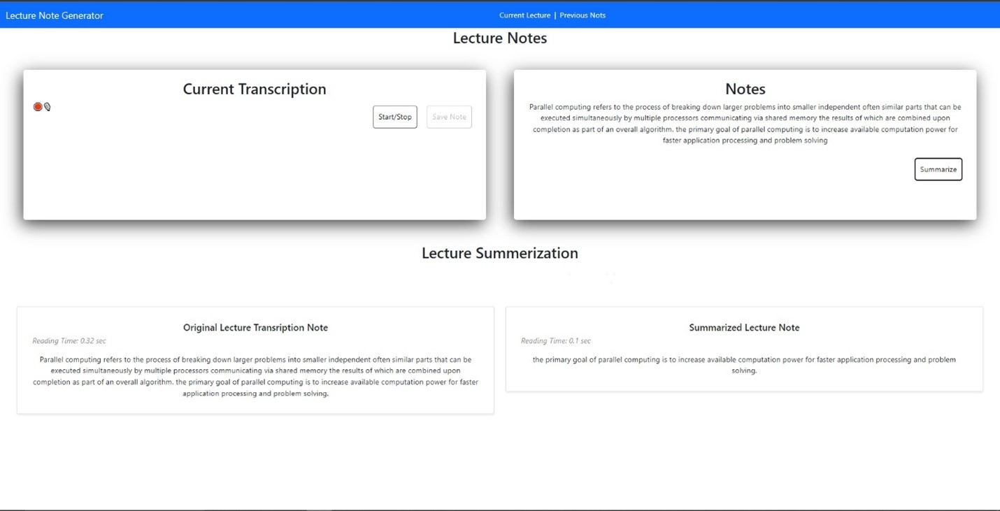 Lecture Note Generator
Current Lecture | Previous Nots
Lecture Notes
Current Transcription
Start/Stop
Save Note
Notes
Parallel computing refers to the process of breaking down larger problems into smaller independent often similar parts that can be
executed simultaneously by multiple processors communicating via shared memory the results of which are combined upon
completion as part of an overall algorithm. the primary goal of parallel computing is to increase available computation power for
faster application processing and problem solving
Summarize
Lecture Summerization
Original Lecture Transription Note
Reading Time: 0.32 sec
Parallel computing refers to the process of breaking down larger problems into smaller independent often similar parts that can be
executed simultaneously by multiple processors communicating via shared memory the results of which are combined upon
completion as part of an overall algorithm. the primary goal of parallel computing is to increase available computation power for faster
application processing and problem solving.
Summarized Lecture Note
Reading Time: 0.1 sec
the primary goal of parallel computing is to increase available computation power for faster application processing and problem
solving.